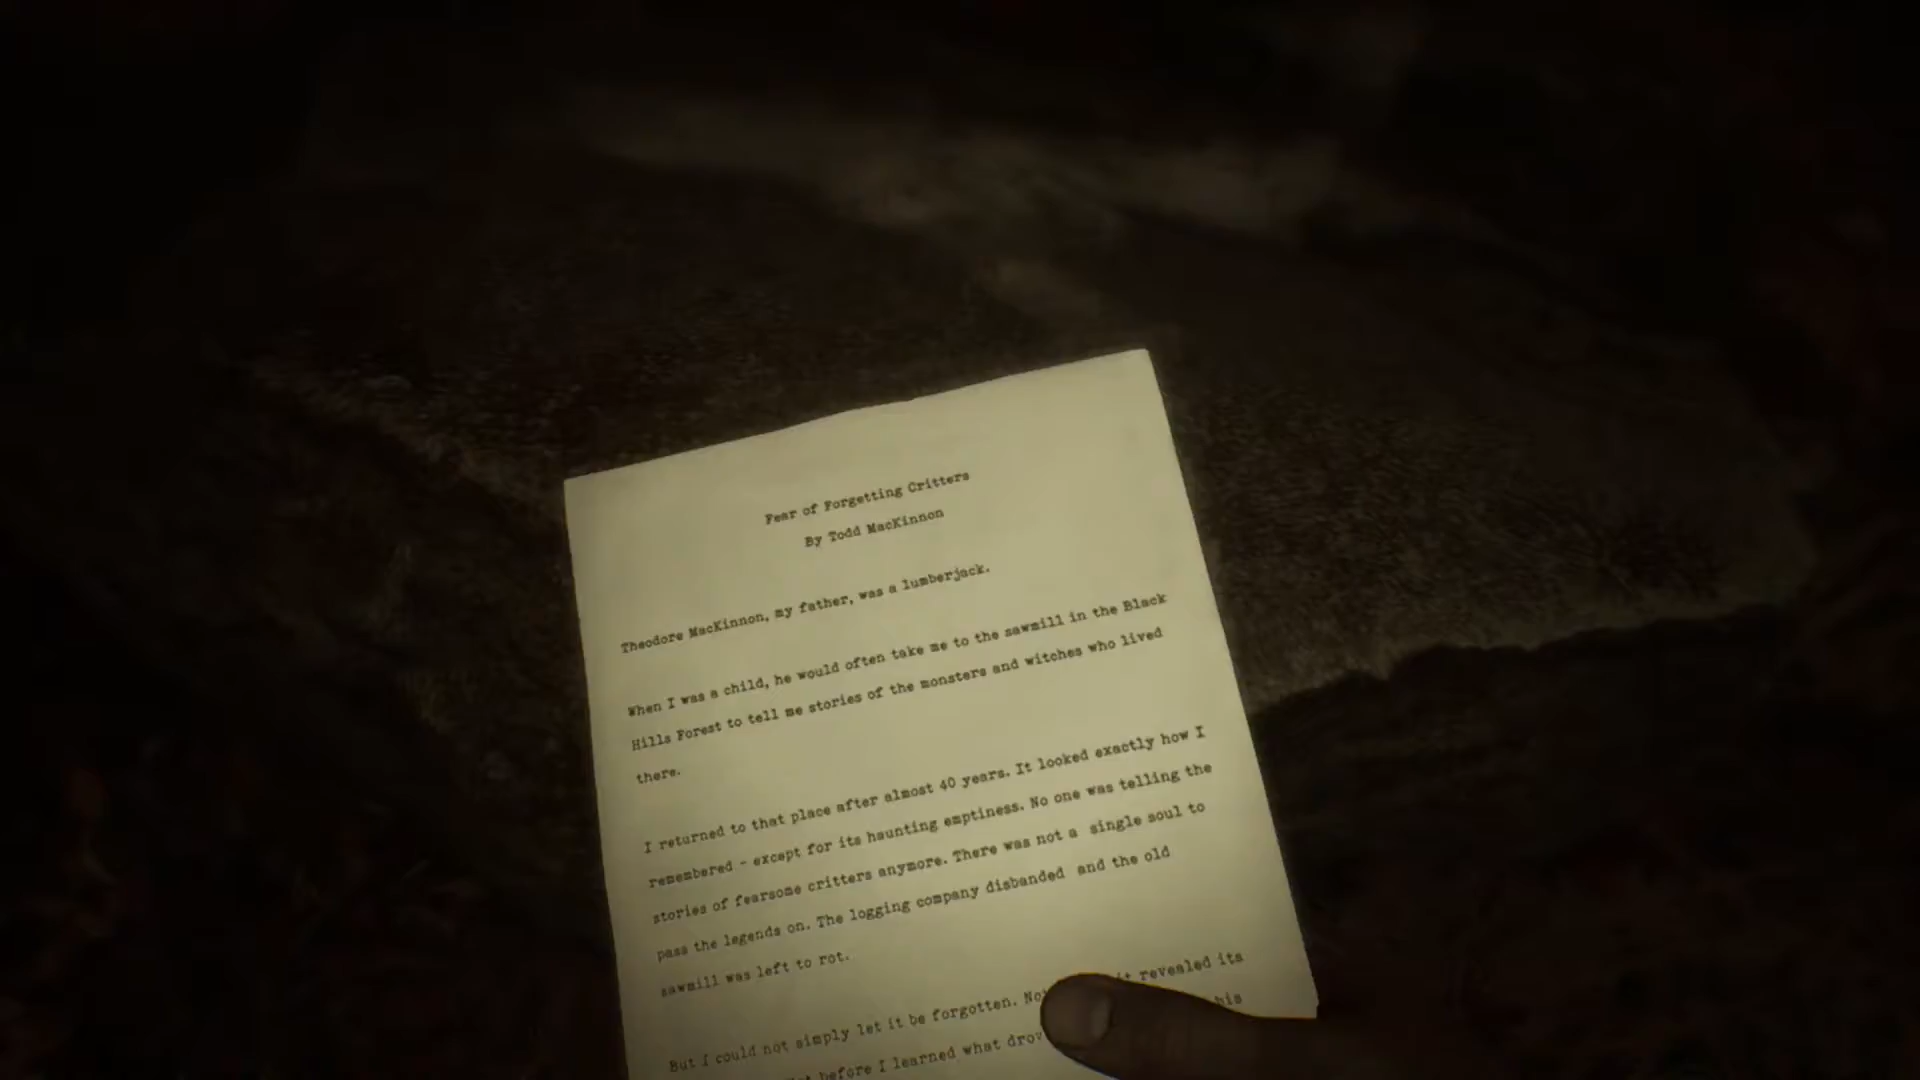 Fear of Forgetting Critters
By Todd MacKinnon
Theodore MacKinnon, my father, was a lumberjack.
When I was a child, he would often take me to the sawmill in the Black
Hills Forest to tell me stories of the monsters and witches who lived
there.
I returned to that place after almost 40 years. It looked exactly how I
remembered - except for its haunting emptiness. No one was telling the
stories of fearsome critters anymore. There was not a single soul to
pass the legends on. The logging company disbanded and the old
sawmill was left to rot.
But I could not simply let it be forgotten. it revealed its
before I learned what his